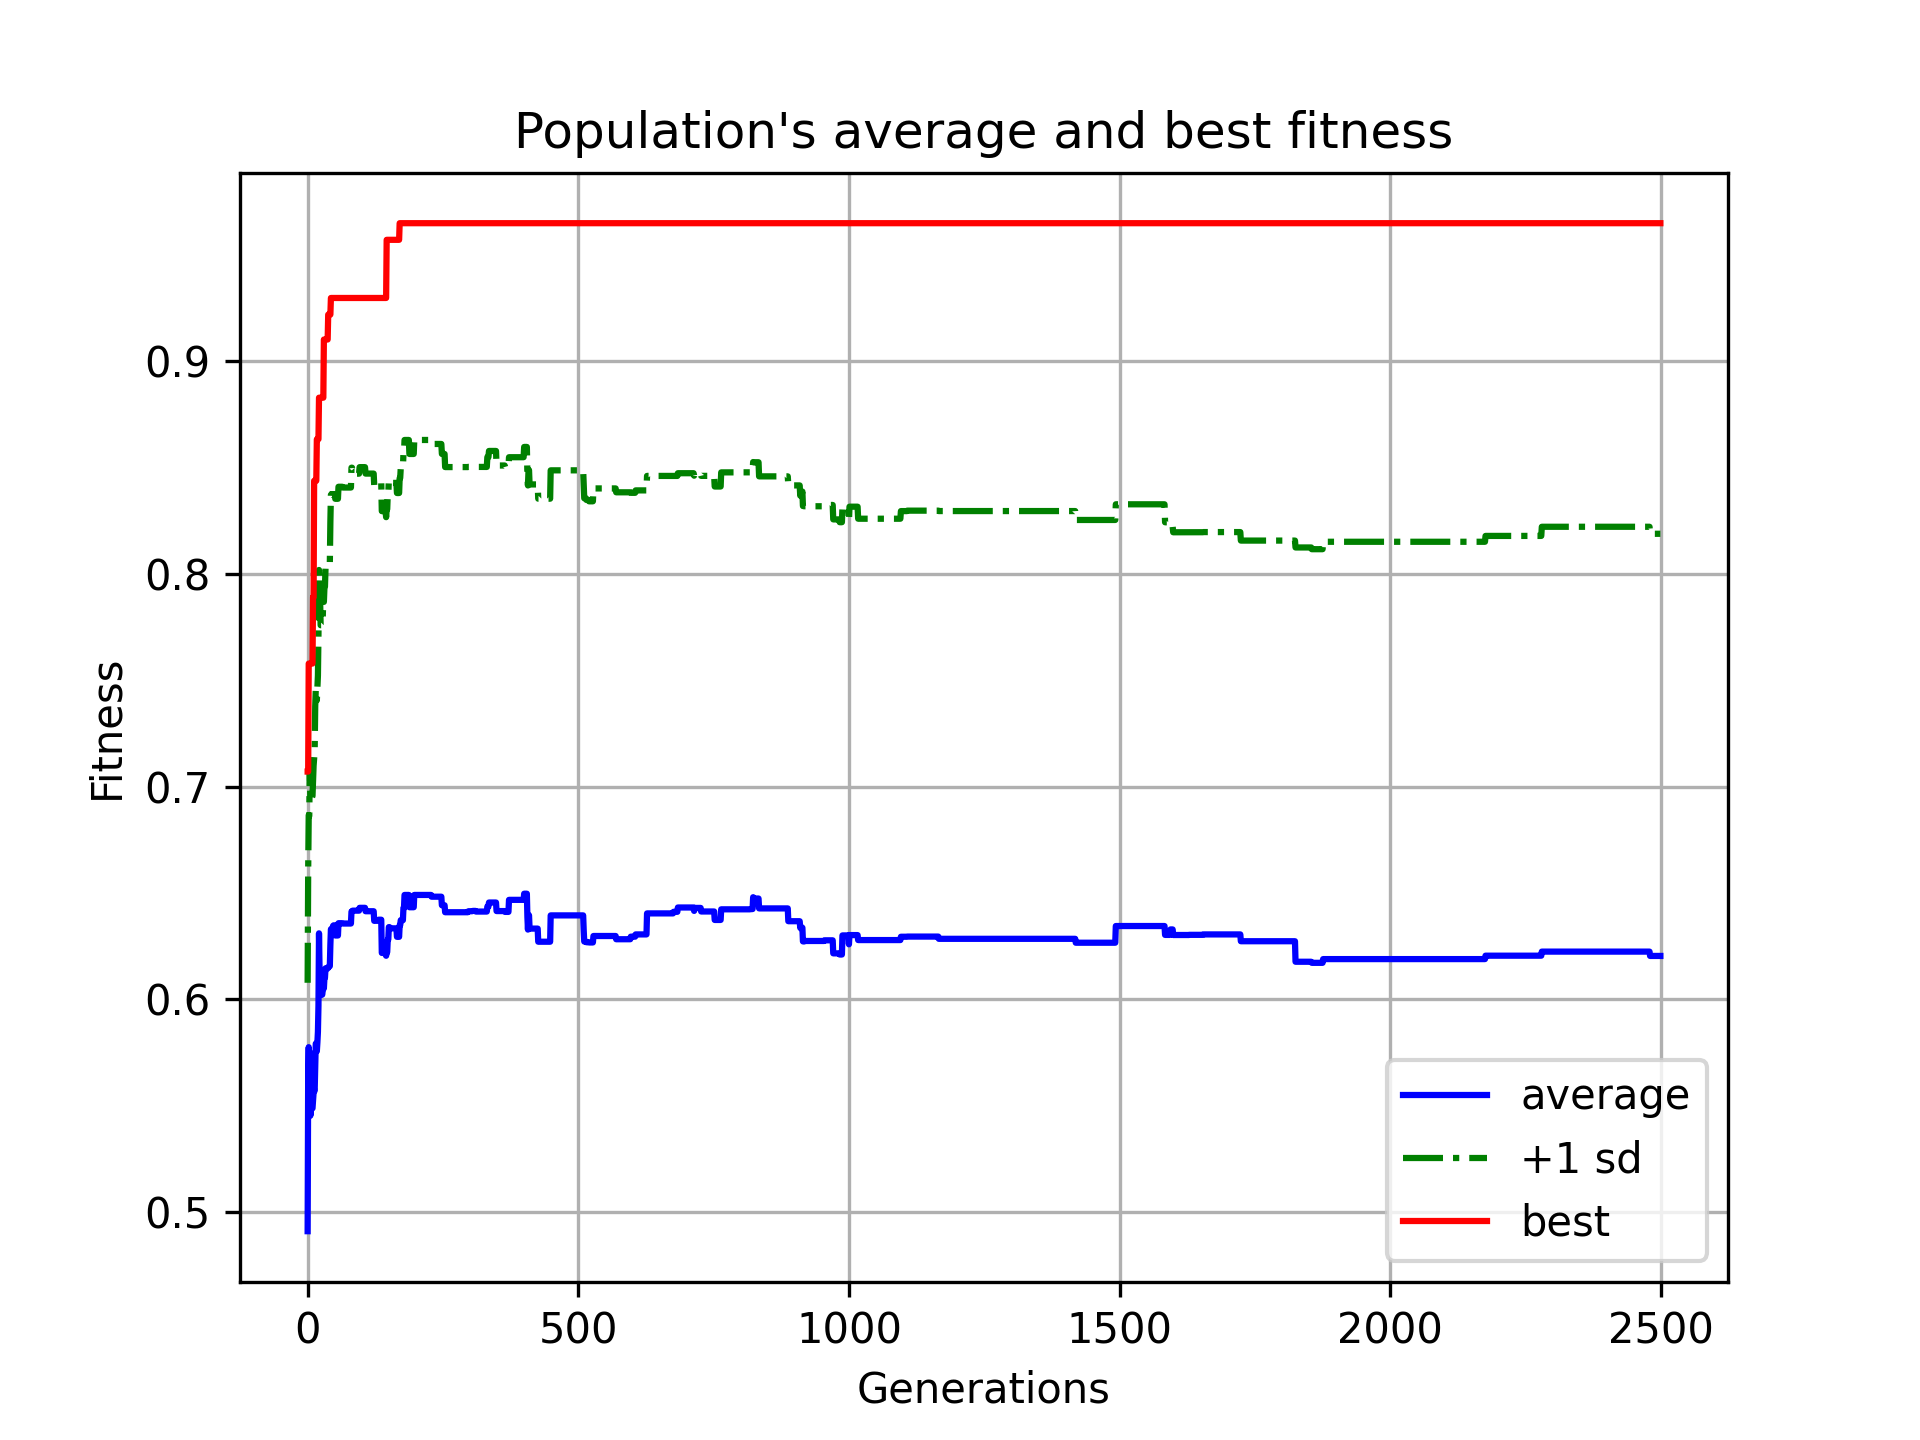 Population's average and best fitness
Fitness
0.9
0.8
0.7
0.6
0.5
0 500 1000 1500 2000 2500
Generations
average
+1 sd
best